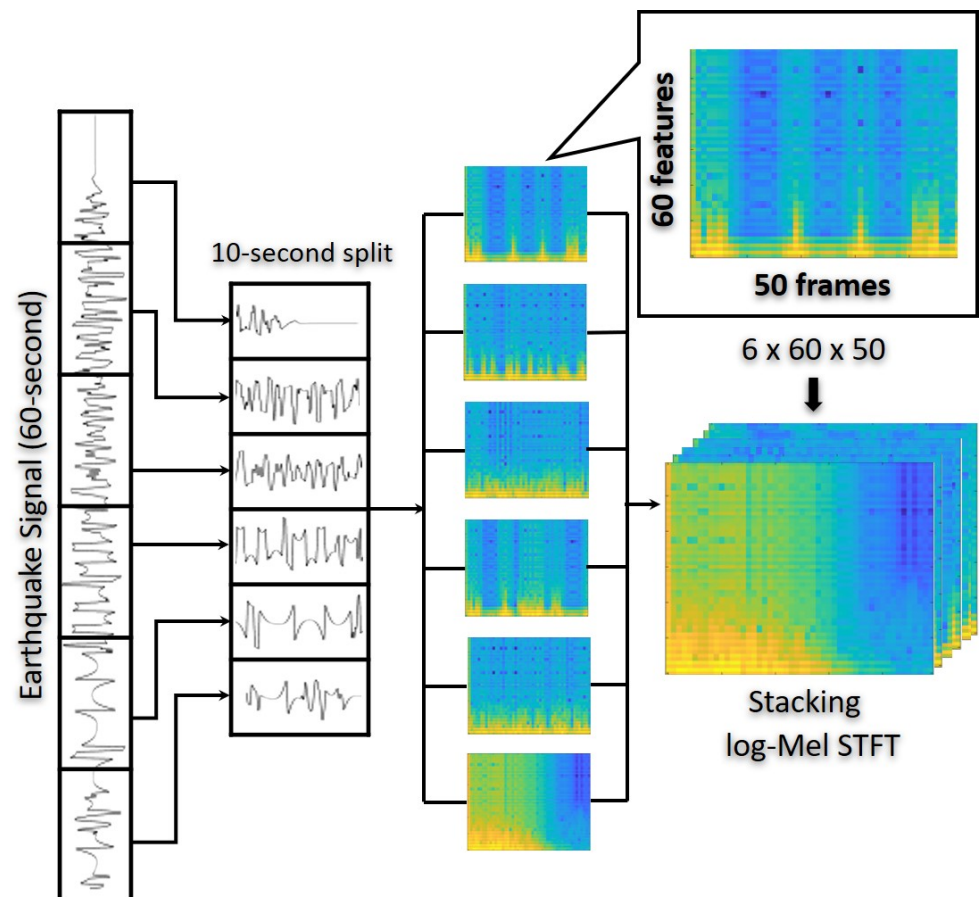 Earthquake Signal (60-second)
10-second split
60 features
50 frames
6 x 60 x 50
Stacking
log-Mel STFT